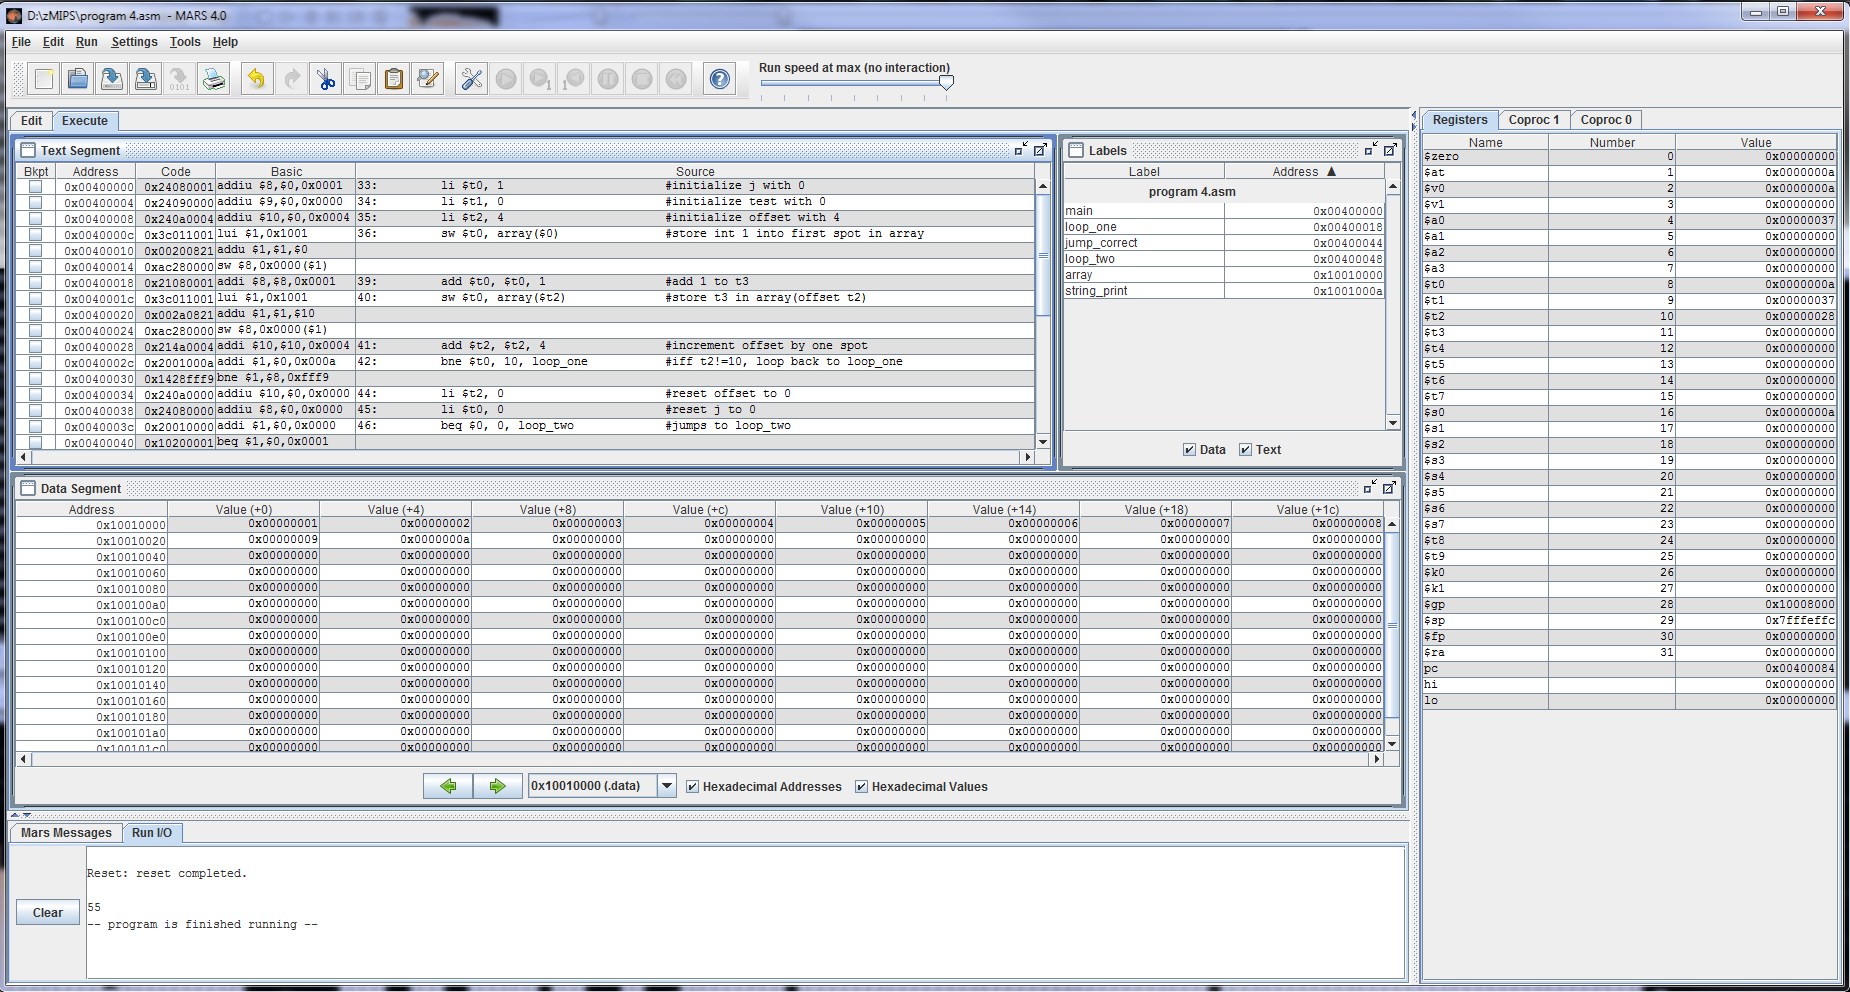 D:\zMIPS\program 4.asm - MARS 4.0
File Edit Run Settings Tools Help
Run speed at max (no interaction)
Edit Execute
Text Segment
Bkpt Address Code Basic Source
0x00400000 0x24080001 addiu $8,$0,0x0001 33: li $t0, 1 #initialize j with 0
0x00400004 0x24090000 addiu $9,$0,0x0000 34: li $t1, 0 #initialize test with 0
0x00400008 0x240a0004 addiu $10,$0,0x0004 35: li $t2, 4 #initialize offset with 4
0x0040000c 0x3c011001 lui $1,0x1001 36: sw $t0, array($0) #store int 1 into first spot in array
0x00400010 0x00200821 addu $1,$1,$0
0x00400014 0xac280000 sw $8,0x0000($1)
0x00400018 0x21080001 addi $8,$8,0x0001 39: add $t0, $t0, 1 #add 1 to t3
0x0040001c 0x3c011001 lui $1,0x1001 40: sw $t0, array($t2) #store t3 in array(offset t2)
0x00400020 0x002a0821 addu $1,$1,$10
0x00400024 0xac280000 sw $8,0x0000($1)
0x00400028 0x214a0004 addi $10,$10,0x0004 41: add $t2, $t2, 4 #increment offset by one spot
0x0040002c 0x2001000a addi $1,$0,0x000a 42: bne $t0, 10, loop_one #iff t2!=10, loop back to loop_one
0x00400030 0x1428fff9 bne $1,$8,0xfff9
0x00400034 0x240a0000 addiu $10,$0,0x0000 44: li $t2, 0 #reset offset to 0
0x00400038 0x24080000 addiu $8,$0,0x0000 45: li $t0, 0 #reset j to 0
0x0040003c 0x20010000 addi $1,$0,0x0000 46: beq $0, 0, loop_two #jumps to loop_two
0x00400040 0x10200001 beq $1,$0,0x0001
Labels
Label Address ▲
program 4.asm
main 0x00400000
loop_one 0x00400018
jump_correct 0x00400044
loop_two 0x00400048
array 0x10010000
string_print 0x1001000a
Data Text
Data Segment
Address Value (+0) Value (+4) Value (+8) Value (+c) Value (+10) Value (+14) Value (+18) Value (+1c)
0x10010000 0x00000001 0x00000002 0x00000003 0x00000004 0x00000005 0x00000006 0x00000007 0x00000008
0x10010020 0x00000009 0x0000000a 0x00000000 0x00000000 0x00000000 0x00000000 0x00000000 0x00000000
0x10010040 0x00000000 0x00000000 0x00000000 0x00000000 0x00000000 0x00000000 0x00000000 0x00000000
0x10010060 0x00000000 0x00000000 0x00000000 0x00000000 0x00000000 0x00000000 0x00000000 0x00000000
0x10010080 0x00000000 0x00000000 0x00000000 0x00000000 0x00000000 0x00000000 0x00000000 0x00000000
0x100100a0 0x00000000 0x00000000 0x00000000 0x00000000 0x00000000 0x00000000 0x00000000 0x00000000
0x100100c0 0x00000000 0x00000000 0x00000000 0x00000000 0x00000000 0x00000000 0x00000000 0x00000000
0x100100e0 0x00000000 0x00000000 0x00000000 0x00000000 0x00000000 0x00000000 0x00000000 0x00000000
0x10010100 0x00000000 0x00000000 0x00000000 0x00000000 0x00000000 0x00000000 0x00000000 0x00000000
0x10010120 0x00000000 0x00000000 0x00000000 0x00000000 0x00000000 0x00000000 0x00000000 0x00000000
0x10010140 0x00000000 0x00000000 0x00000000 0x00000000 0x00000000 0x00000000 0x00000000 0x00000000
0x10010160 0x00000000 0x00000000 0x00000000 0x00000000 0x00000000 0x00000000 0x00000000 0x00000000
0x10010180 0x00000000 0x00000000 0x00000000 0x00000000 0x00000000 0x00000000 0x00000000 0x00000000
0x100101a0 0x00000000 0x00000000 0x00000000 0x00000000 0x00000000 0x00000000 0x00000000 0x00000000
0x100101c0 0x00000000 0x00000000 0x00000000 0x00000000 0x00000000 0x00000000 0x00000000 0x00000000
0x10010000 (.data) Hexadecimal Addresses Hexadecimal Values
Mars Messages Run I/O
Reset: reset completed.
Clear
55
-- program is finished running --
Registers Coproc 1 Coproc 0
Name Number Value
$zero 0 0x00000000
$at 1 0x0000000a
$v0 2 0x0000000a
$v1 3 0x00000000
$a0 4 0x00000037
$a1 5 0x00000000
$a2 6 0x00000000
$a3 7 0x00000000
$t0 8 0x0000000a
$t1 9 0x00000037
$t2 10 0x00000028
$t3 11 0x00000000
$t4 12 0x00000000
$t5 13 0x00000000
$t6 14 0x00000000
$t7 15 0x00000000
$s0 16 0x0000000a
$s1 17 0x00000000
$s2 18 0x00000000
$s3 19 0x00000000
$s4 20 0x00000000
$s5 21 0x00000000
$s6 22 0x00000000
$s7 23 0x00000000
$t8 24 0x00000000
$t9 25 0x00000000
$k0 26 0x00000000
$k1 27 0x00000000
$gp 28 0x10008000
$sp 29 0x7fffeffc
$fp 30 0x00000000
$ra 31 0x00000000
pc 0x00400084
hi 0x00000000
lo 0x00000000